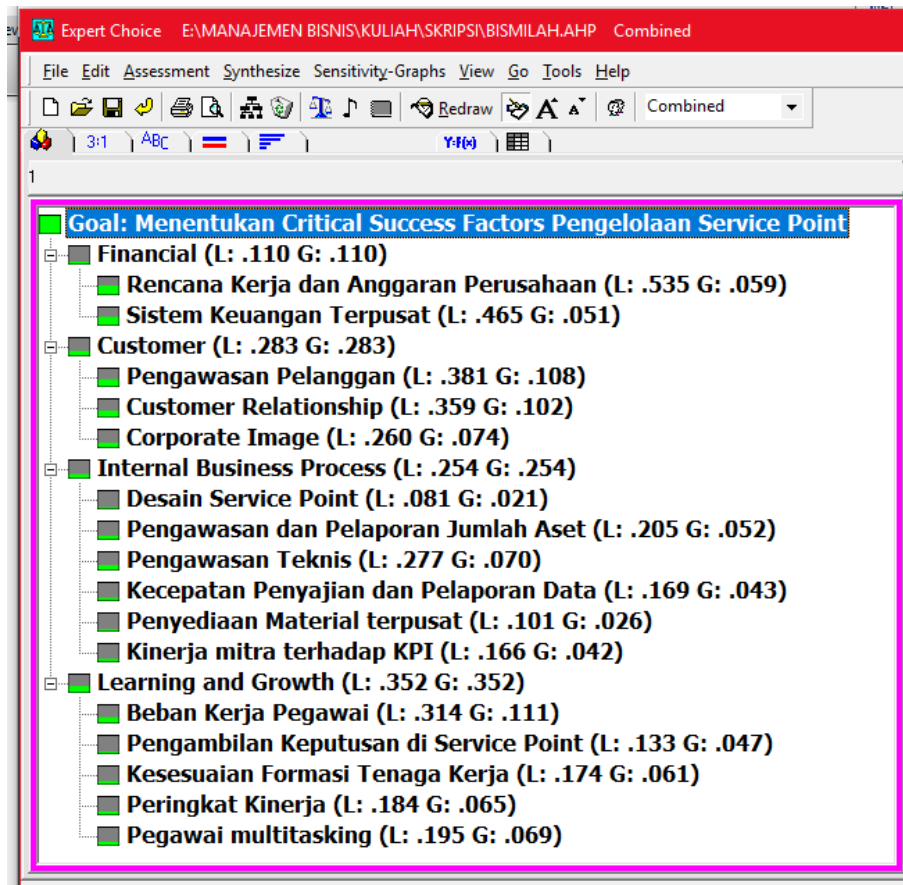 Expert Choice E:\MANAJEMEN BISNIS\KULIAH\SKRIPSI\BISMILAH.AHP Combined
File Edit Assessment Synthesize Sensitivity-Graphs View Go Tools Help
Redraw A A Combined
3:1 ABC Y=F(x)
1
Goal: Menentukan Critical Success Factors Pengelolaan Service Point
Financial (L: .110 G: .110)
Rencana Kerja dan Anggaran Perusahaan (L: .535 G: .059)
Sistem Keuangan Terpusat (L: .465 G: .051)
Customer (L: .283 G: .283)
Pengawasan Pelanggan (L: .381 G: .108)
Customer Relationship (L: .359 G: .102)
Corporate Image (L: .260 G: .074)
Internal Business Process (L: .254 G: .254)
Desain Service Point (L: .081 G: .021)
Pengawasan dan Pelaporan Jumlah Aset (L: .205 G: .052)
Pengawasan Teknis (L: .277 G: .070)
Kecepatan Penyajian dan Pelaporan Data (L: .169 G: .043)
Penyediaan Material terpusat (L: .101 G: .026)
Kinerja mitra terhadap KPI (L: .166 G: .042)
Learning and Growth (L: .352 G: .352)
Beban Kerja Pegawai (L: .314 G: .111)
Pengambilan Keputusan di Service Point (L: .133 G: .047)
Kesesuaian Formasi Tenaga Kerja (L: .174 G: .061)
Peringkat Kinerja (L: .184 G: .065)
Pegawai multitasking (L: .195 G: .069)